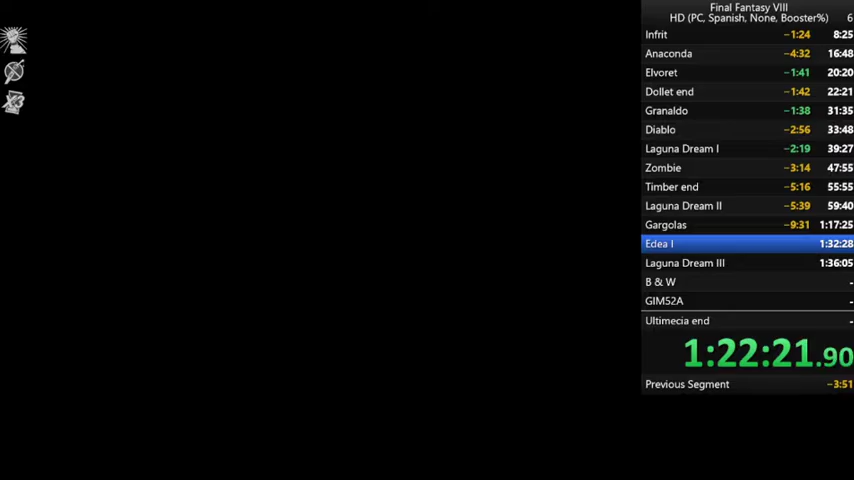 Final Fantasy VIII
HD (PC, Spanish, None, Booster%) 6
Infrit −1:24 8:25
Anaconda −4:32 16:48
Elvoret −1:41 20:20
Dollet end −1:42 22:21
Granaldo −1:38 31:35
Diablo −2:56 33:48
Laguna Dream I −2:19 39:27
Zombie −3:14 47:55
Timber end −5:16 55:55
Laguna Dream II −5:39 59:40
Gargolas −9:31 1:17:25
Edea I 1:32:28
Laguna Dream III 1:36:05
B & W -
GIM52A -
Ultimecia end -
1:22:21.90
Previous Segment −3:51
X3